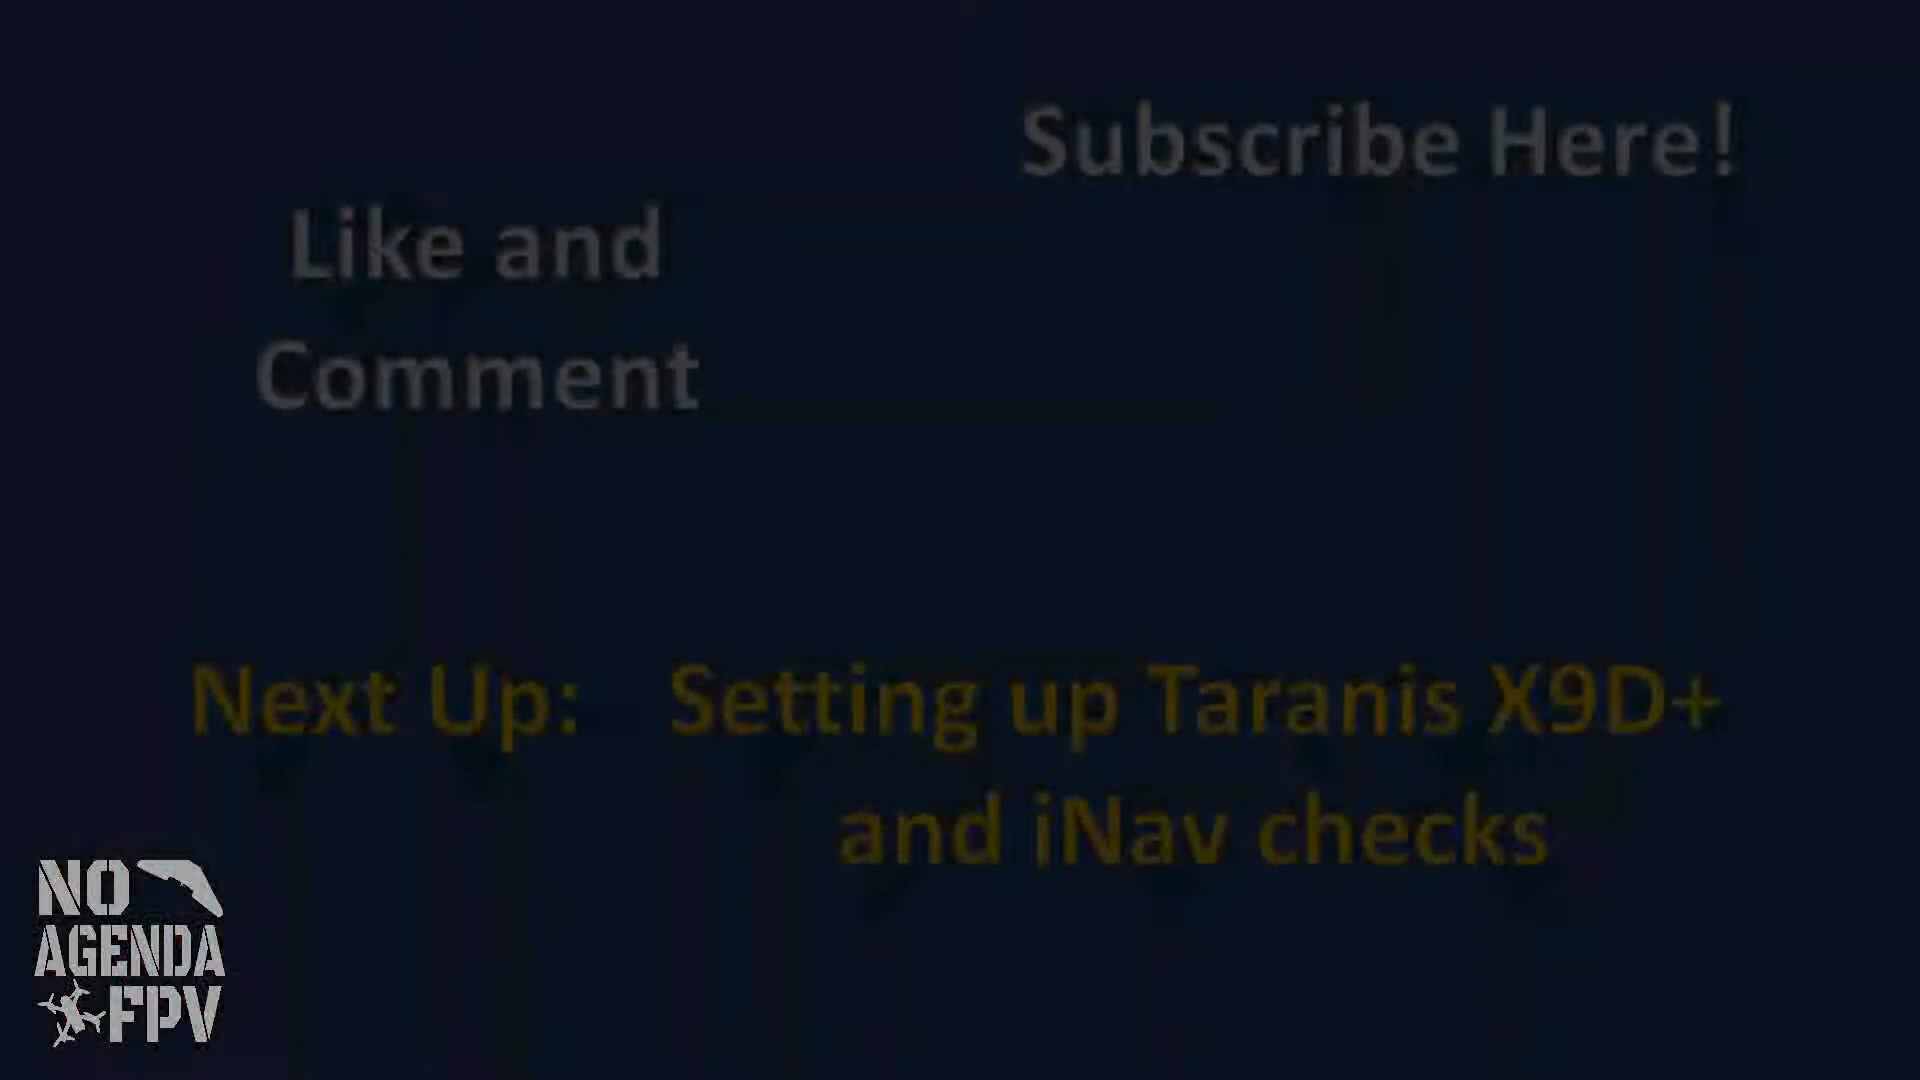 Subscribe Here!
Like and
Comment
Next Up: Setting up Taranis X9D+
and iNav checks
NO
AGENDA
FPV